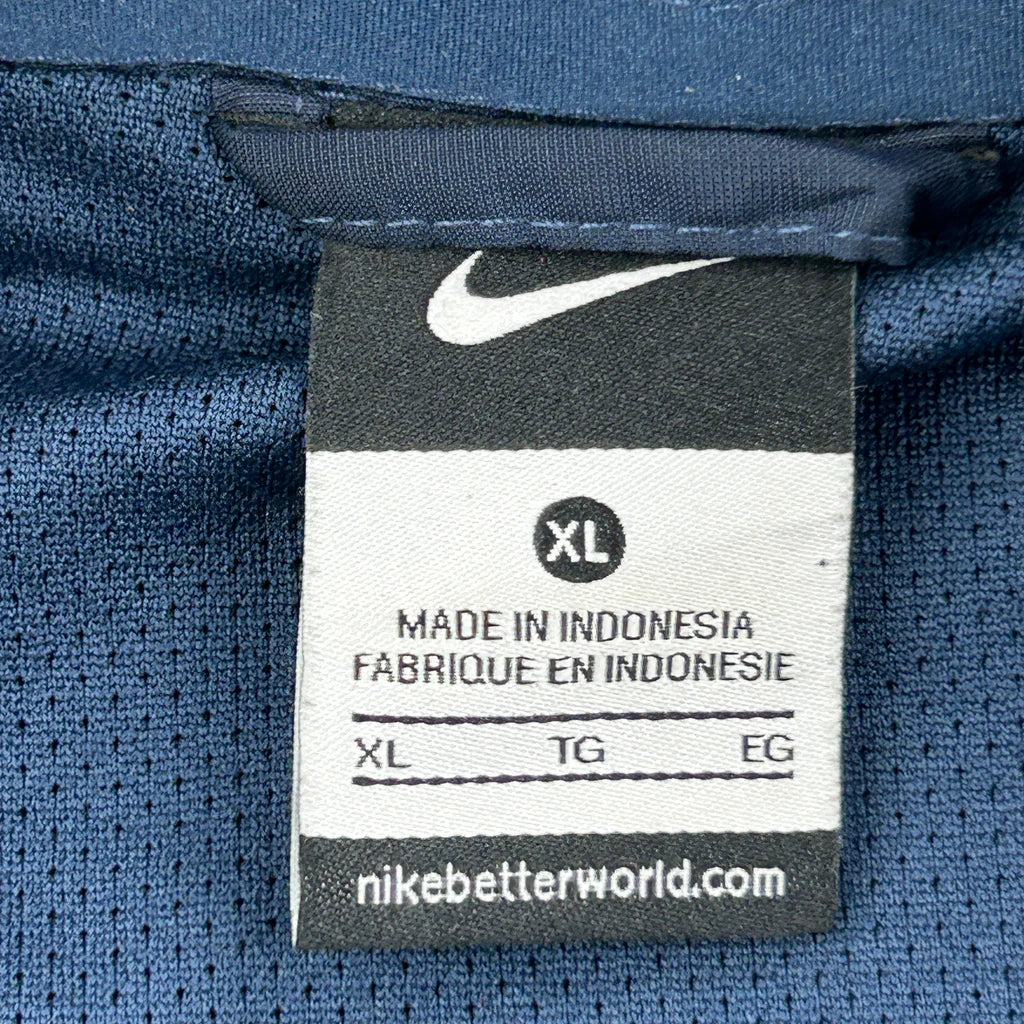 XL
MADE IN INDONESIA
FABRIQUE EN INDONESIE
XL TG EG
nikebetterworld.com